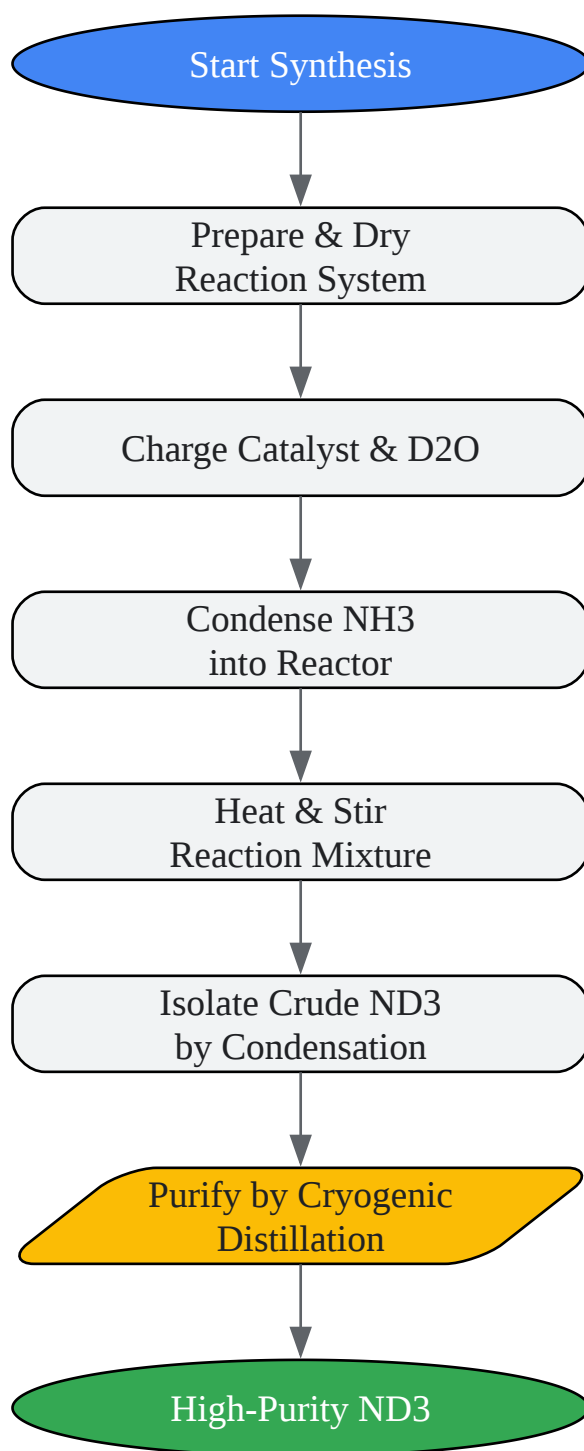 Start Synthesis
Prepare & Dry
Reaction System
Charge Catalyst & D2O
Condense NH3
into Reactor
Heat & Stir
Reaction Mixture
Isolate Crude ND3
by Condensation
Purify by Cryogenic
Distillation
High-Purity ND3